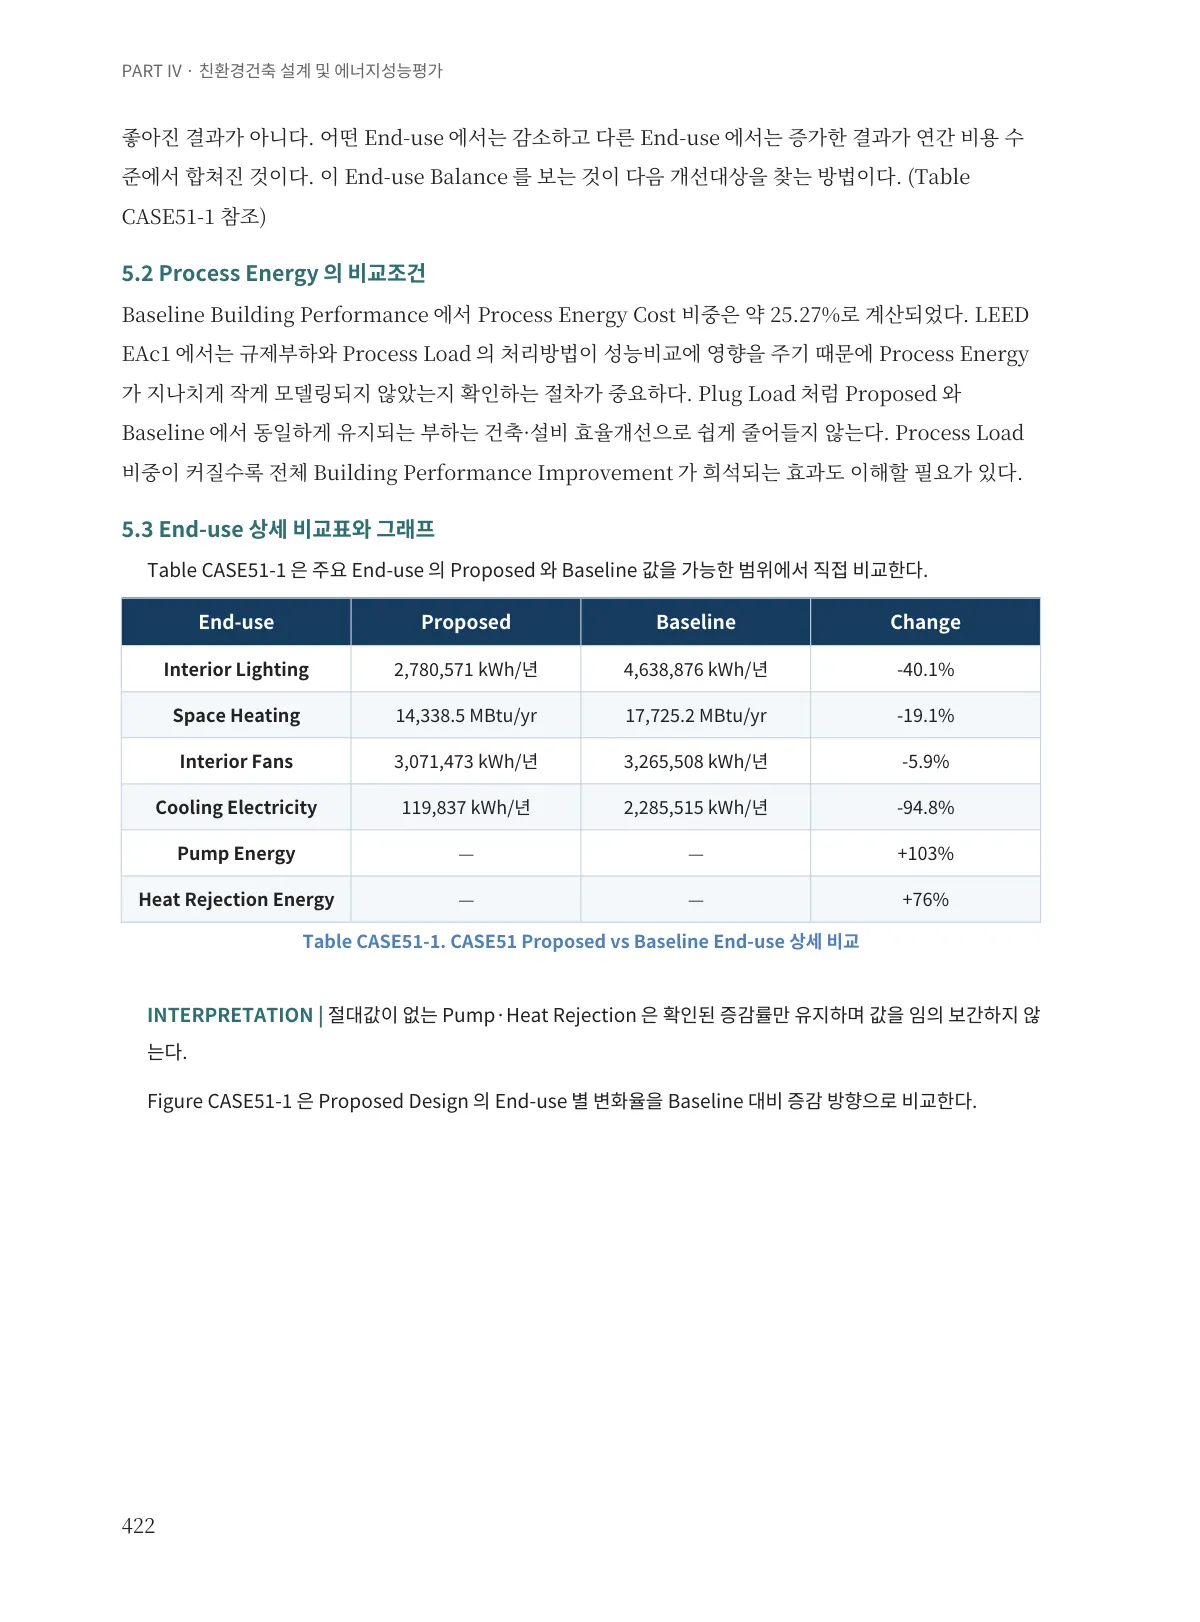 PART IV · 친환경건축 설계 및 에너지성능평가
좋아진 결과가 아니다. 어떤 End-use 에서는 감소하고 다른 End-use 에서는 증가한 결과가 연간 비용 수
준에서 합쳐진 것이다. 이 End-use Balance 를 보는 것이 다음 개선대상을 찾는 방법이다. (Table
CASE51-1 참조)
5.2 Process Energy 의 비교조건
Baseline Building Performance 에서 Process Energy Cost 비중은 약 25.27%로 계산되었다. LEED
EAc1 에서는 규제부하와 Process Load 의 처리방법이 성능비교에 영향을 주기 때문에 Process Energy
가 지나치게 작게 모델링되지 않았는지 확인하는 절차가 중요하다. Plug Load 처럼 Proposed 와
Baseline 에서 동일하게 유지되는 부하는 건축·설비 효율개선으로 쉽게 줄어들지 않는다. Process Load
비중이 커질수록 전체 Building Performance Improvement 가 희석되는 효과도 이해할 필요가 있다.
5.3 End-use 상세 비교표와 그래프
Table CASE51-1 은 주요 End-use 의 Proposed 와 Baseline 값을 가능한 범위에서 직접 비교한다.
End-use Proposed Baseline Change
Interior Lighting 2,780,571 kWh/년 4,638,876 kWh/년 -40.1%
Space Heating 14,338.5 MBtu/yr 17,725.2 MBtu/yr -19.1%
Interior Fans 3,071,473 kWh/년 3,265,508 kWh/년 -5.9%
Cooling Electricity 119,837 kWh/년 2,285,515 kWh/년 -94.8%
Pump Energy — — +103%
Heat Rejection Energy — — +76%
Table CASE51-1. CASE51 Proposed vs Baseline End-use 상세 비교
INTERPRETATION | 절대값이 없는 Pump·Heat Rejection 은 확인된 증감률만 유지하며 값을 임의 보간하지 않
는다.
Figure CASE51-1 은 Proposed Design 의 End-use 별 변화율을 Baseline 대비 증감 방향으로 비교한다.
422